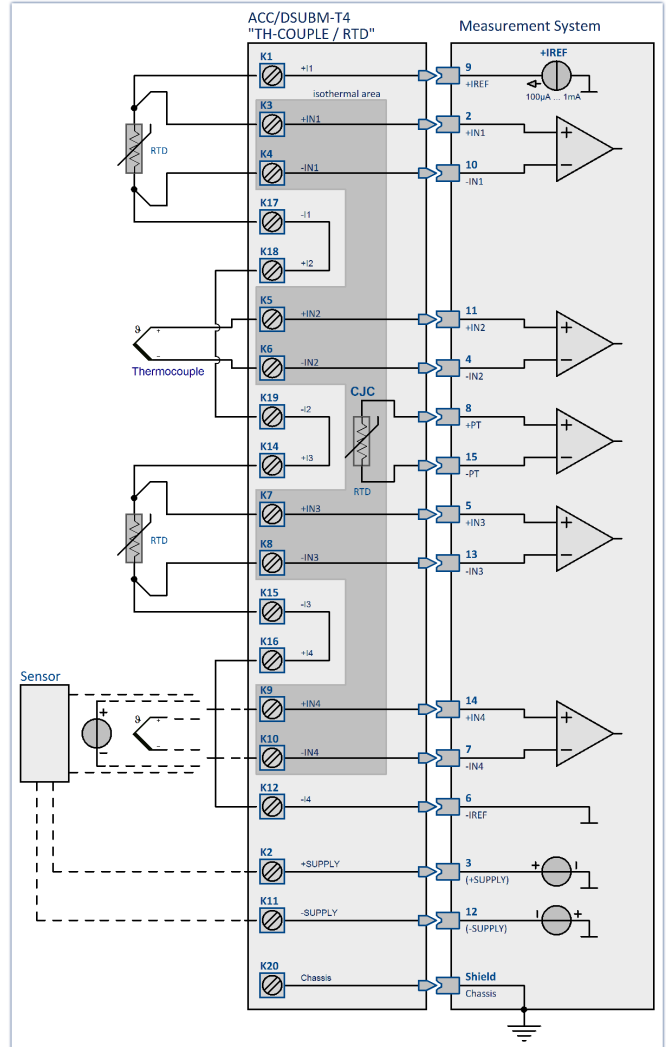 ACC/DSUBM-T4
"TH-COUPLE / RTD"
Measurement System
K1
+I1
9
+IREF
+IREF
100µA ... 1mA
isothermal area
K3
+IN1
2
+IN1
RTD
K4
-IN1
10
-IN1
K17
-I1
K18
+I2
K5
+IN2
11
+IN2
ϑ
+
−
Thermocouple
K6
-IN2
4
-IN2
K19
-I2
CJC
8
+PT
K14
+I3
15
-PT
RTD
K7
+IN3
5
+IN3
RTD
K8
-IN3
13
-IN3
K15
-I3
K16
+I4
Sensor
K9
+IN4
14
+IN4
+
−
ϑ
+
−
K10
-IN4
7
-IN4
K12
-I4
6
-IREF
K2
+SUPPLY
3
(+SUPPLY)
K11
-SUPPLY
12
(-SUPPLY)
K20
Chassis
Shield
Chassis